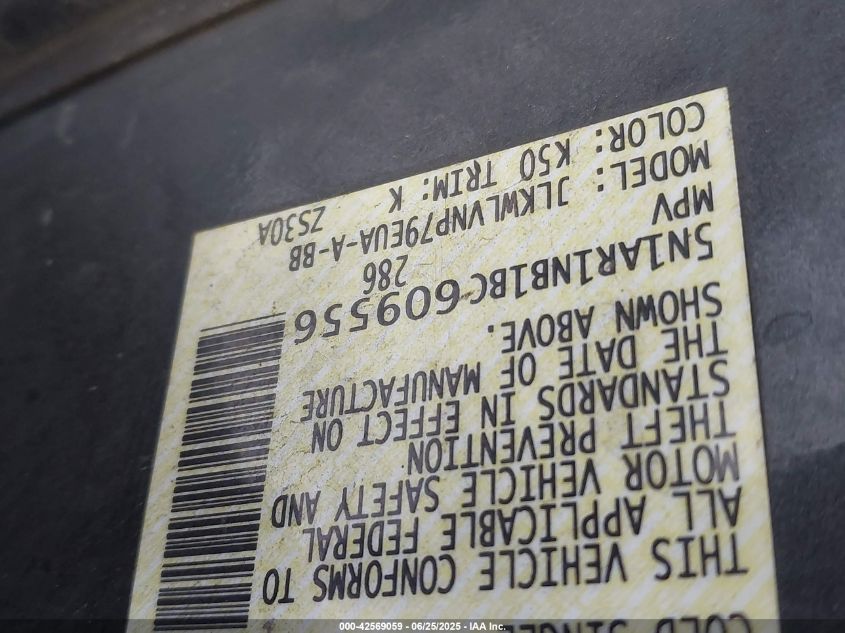 COLD
THIS VEHICLE CONFORMS TO
ALL APPLICABLE FEDERAL
MOTOR VEHICLE SAFETY AND
THEFT PREVENTION
STANDARDS IN EFFECT ON
THE DATE OF MANUFACTURE
SHOWN ABOVE.
5N1AR1NB1BC609556
286
MPV
MODEL: JLKWLVNP79EUA-A-BB
COLOR: K50 TRIM: K
ZS30A
000-42569059 - 06/25/2025 - IAA Inc.